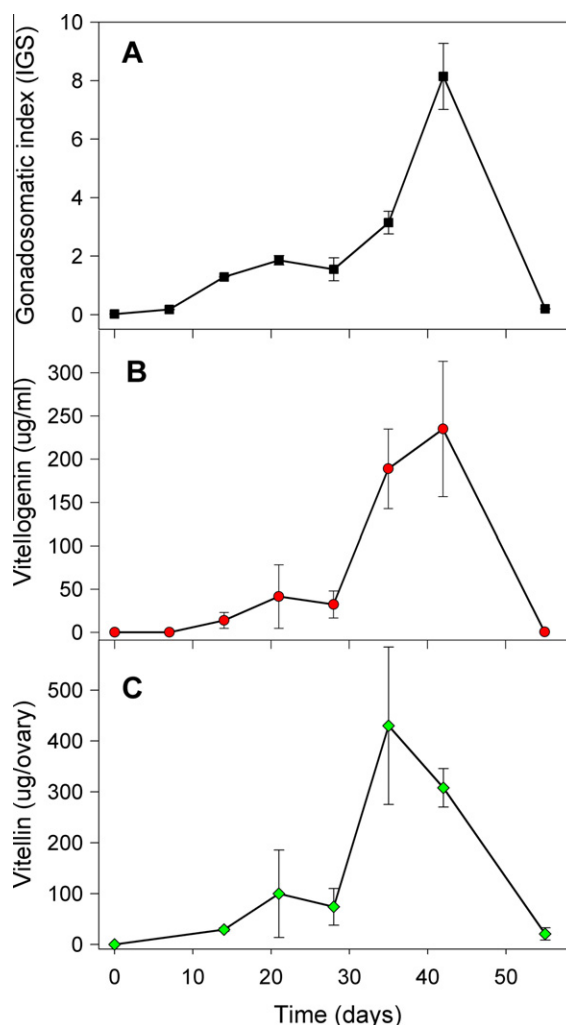 10
A
8
6
4
2
0
Gonadosomatic index (IGS)
B
300
250
200
150
100
50
0
Vitellogenin (ug/ml)
C
500
400
300
200
100
0
Vitellin (ug/ovary)
0 10 20 30 40 50
Time (days)